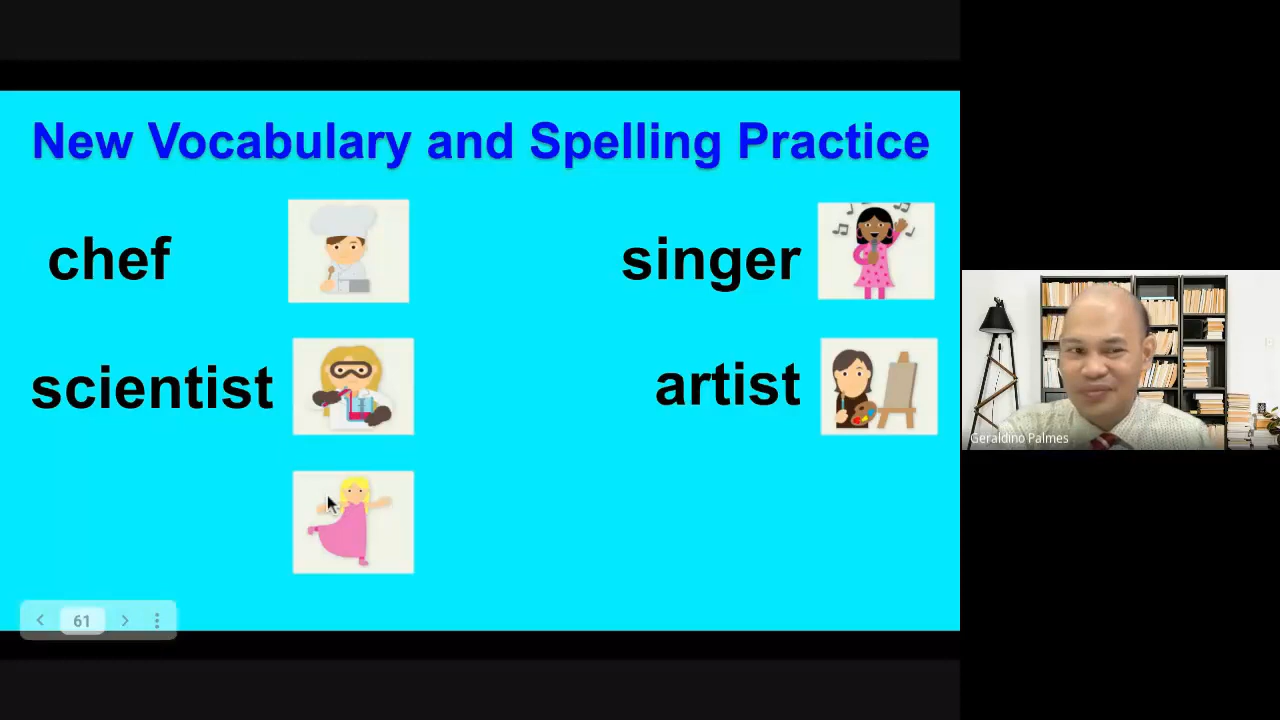 New Vocabulary and Spelling Practice
chef
singer
scientist
artist
61
Geraldino Palmes